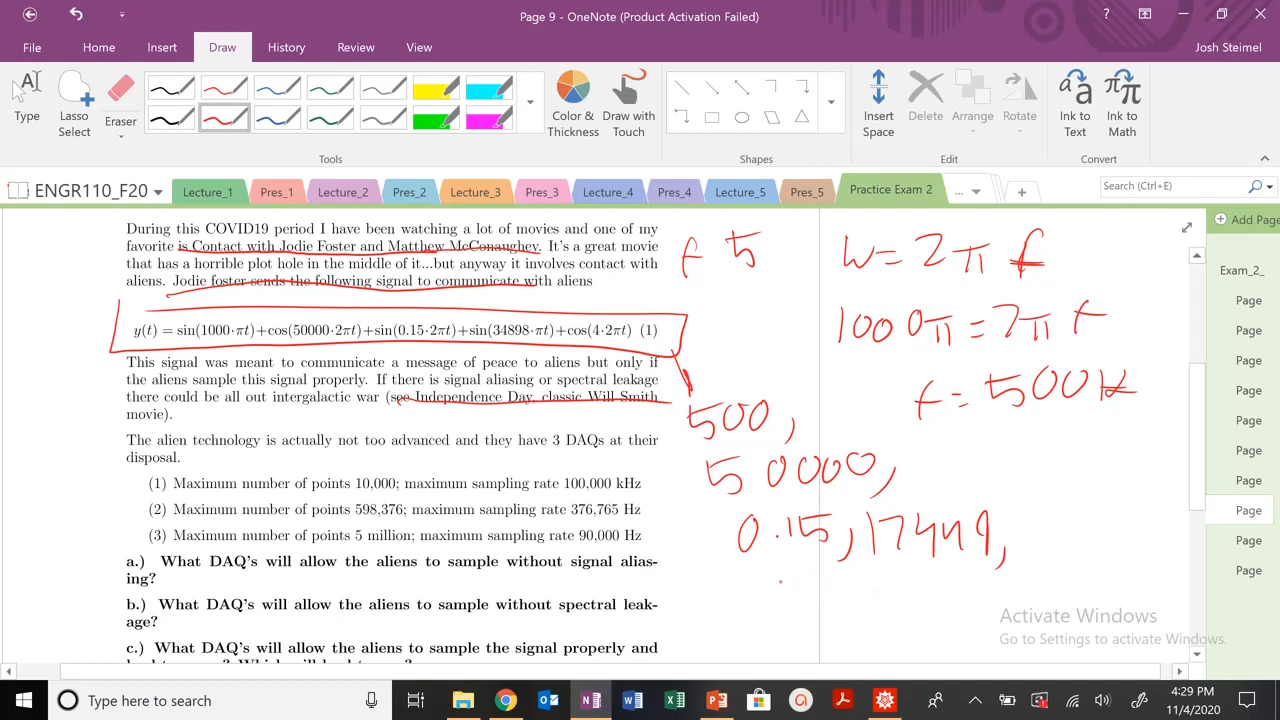 Page 9 - OneNote (Product Activation Failed)
?
File Home Insert Draw History Review View Josh Steimel
Type
Lasso Select
Eraser
Color & Thickness
Draw with Touch
Insert Space
Delete
Arrange
Rotate
Ink to Text
Ink to Math
Tools Shapes Edit Convert
ENGR110_F20 Lecture_1 Pres_1 Lecture_2 Pres_2 Lecture_3 Pres_3 Lecture_4 Pres_4 Lecture_5 Pres_5 Practice Exam 2 ... Search (Ctrl+E)
Add Page
Exam_2_
Page
Page
Page
Page
Page
Page
Page
Page
Page
Page
During this COVID19 period I have been watching a lot of movies and one of my
favorite is Contact with Jodie Foster and Matthew McConaughey. It's a great movie
that has a horrible plot hole in the middle of it...but anyway it involves contact with
aliens. Jodie foster sends the following signal to communicate with aliens
y(t) = sin(1000·πt)+cos(50000·2πt)+sin(0.15·2πt)+sin(34898·πt)+cos(4·2πt) (1)
This signal was meant to communicate a message of peace to aliens but only if
the aliens sample this signal properly. If there is signal aliasing or spectral leakage
there could be all out intergalactic war (see Independence Day, classic Will Smith
movie).
The alien technology is actually not too advanced and they have 3 DAQs at their
disposal.
(1) Maximum number of points 10,000; maximum sampling rate 100,000 kHz
(2) Maximum number of points 598,376; maximum sampling rate 376,765 Hz
(3) Maximum number of points 5 million; maximum sampling rate 90,000 Hz
a.) What DAQ's will allow the aliens to sample without signal alias-
ing?
b.) What DAQ's will allow the aliens to sample without spectral leak-
age?
c.) What DAQ's will allow the aliens to sample the signal properly and
f 5
w = 2π f
1000π = 2π f
f = 500
500,
50000,
0.15, 17449,
Activate Windows
Go to Settings to activate Windows.
Type here to search
4:29 PM
11/4/2020